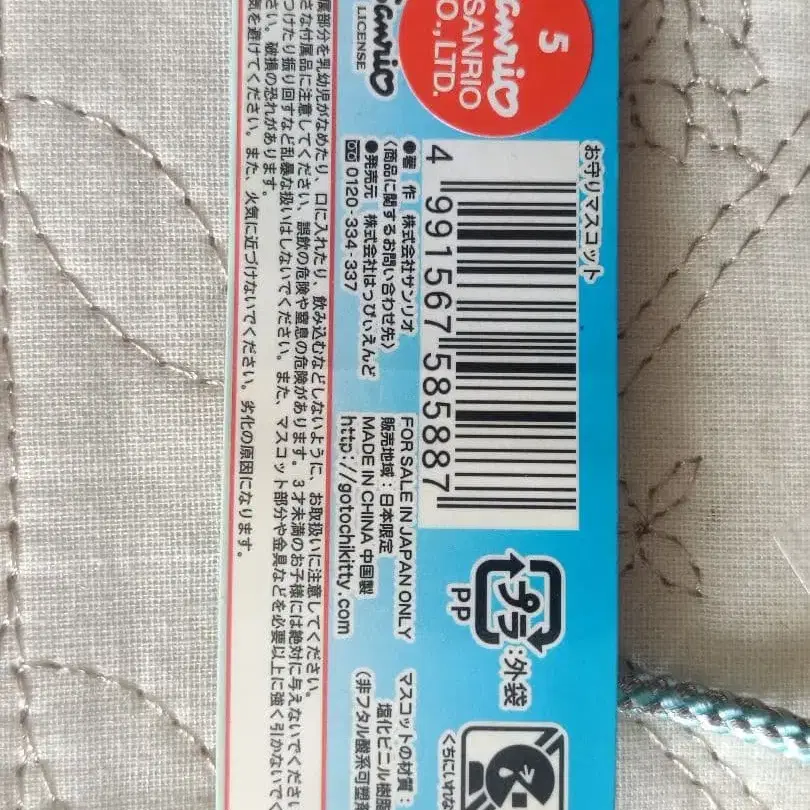 お守りマスコット
5
Sanrio
SANRIO
CO., LTD.
4 991567 585887
Sanrio
LICENSE
●著 作 株式会社サンリオ
〈商品に関するお問い合わせ先〉
●発売元 株式会社はっぴぃえんど
0120-334-337
FOR SALE IN JAPAN ONLY
販売地域：日本限定
MADE IN CHINA 中国製
http://gotochikitty.com
プラ
：外袋
PP
マスコットの材質：
塩化ビニル樹脂
（非フタル酸系可塑剤
くちにいれな
属部分を乳幼児がなめたり、口に入れたり、飲み込むなどしないように、お取扱いに注意してください。
さな付属品に注意してください、誤飲の危険や窒息の危険があります。3才未満のお子様には絶対に与えないでください
つけたり振り回すなど乱暴な扱いはしないでください。また、マスコット部分や金具などを必要以上に強く引かないでく
さい。破損の恐れがあります。
気を避けてください。また、火気に近づけないでください。劣化の原因になります。